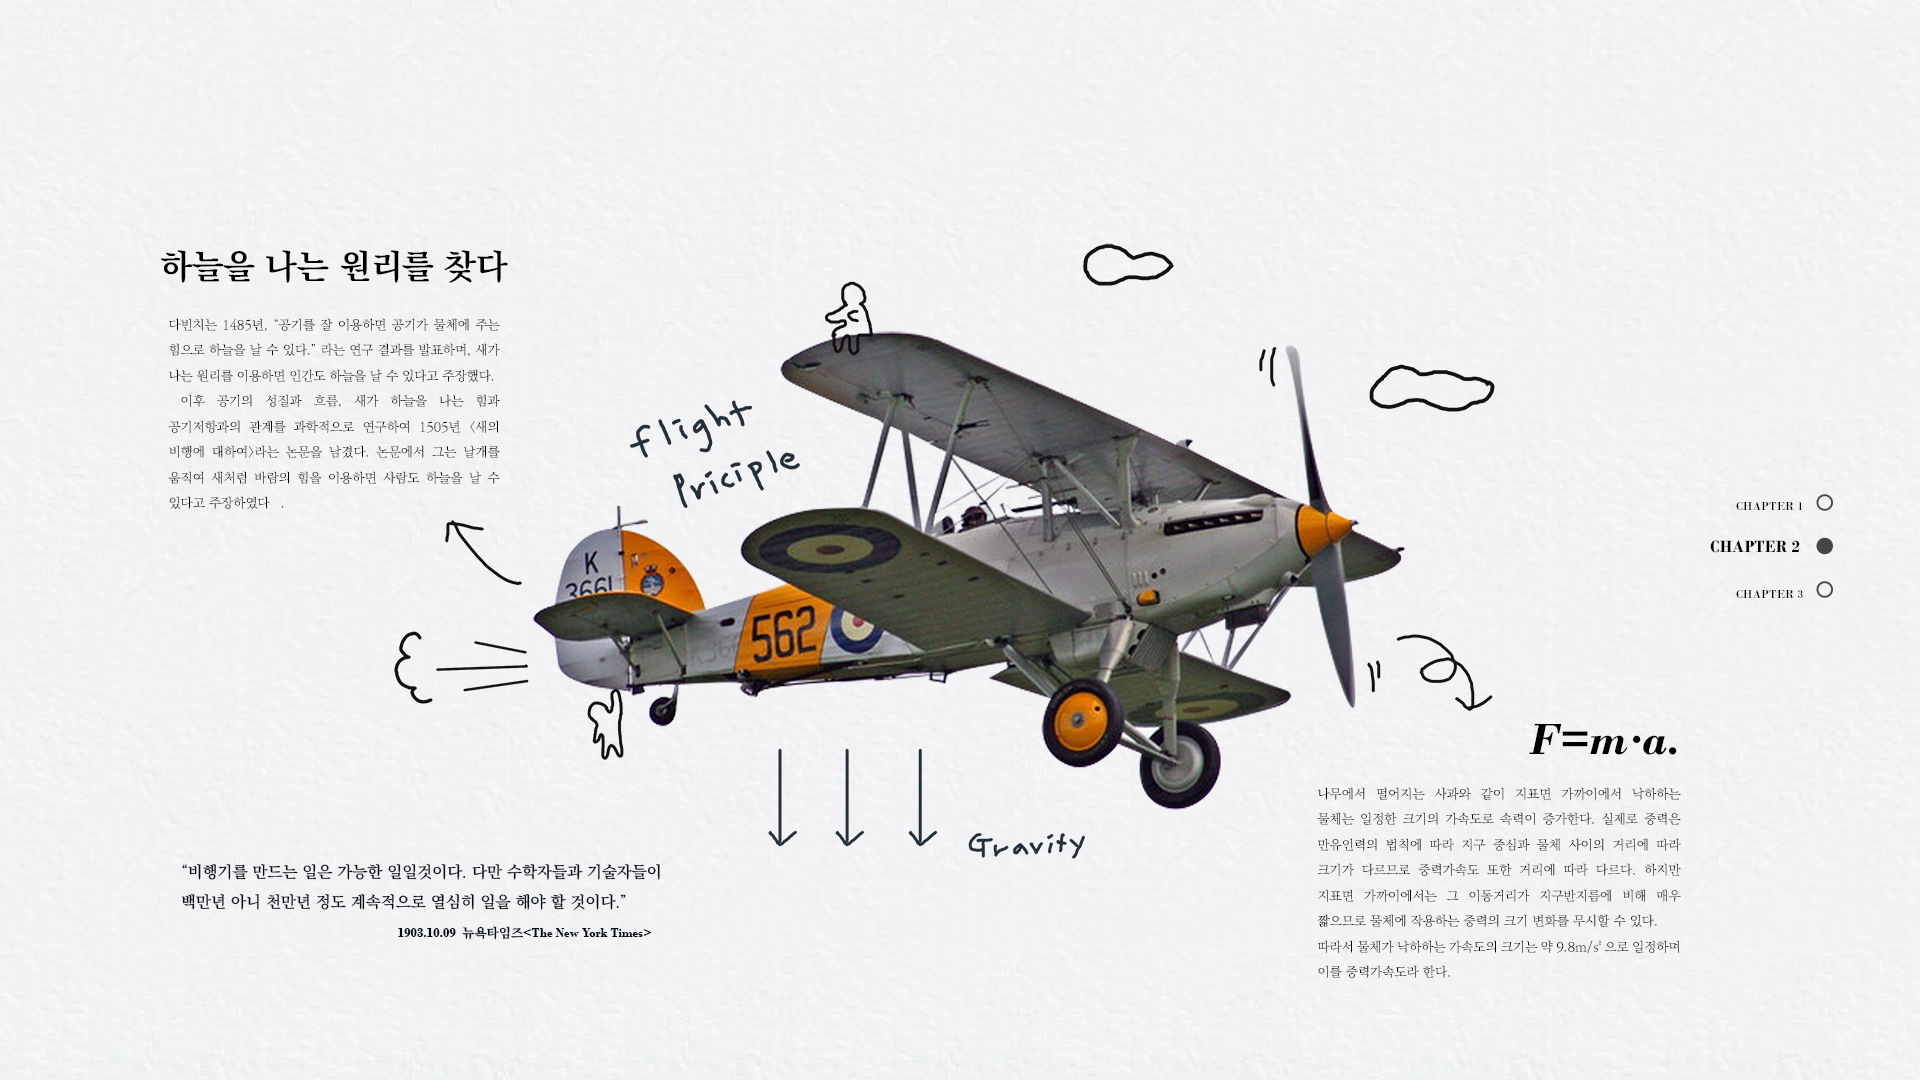 하늘을 나는 원리를 찾다
다빈치는 1485년, “공기를 잘 이용하면 공기가 물체에 주는
힘으로 하늘을 날 수 있다.” 라는 연구 결과를 발표하며, 새가
나는 원리를 이용하면 인간도 하늘을 날 수 있다고 주장했다.
이후 공기의 성질과 흐름, 새가 하늘을 나는 힘과
공기저항과의 관계를 과학적으로 연구하여 1505년 〈새의
비행에 대하여〉라는 논문을 남겼다. 논문에서 그는 날개를
움직여 새처럼 바람의 힘을 이용하면 사람도 하늘을 날 수
있다고 주장하였다 .
flight
Priciple
K
3661
562
CHAPTER 1
CHAPTER 2
CHAPTER 3
Gravity
“비행기를 만드는 일은 가능한 일일것이다. 다만 수학자들과 기술자들이
백만년 아니 천만년 정도 계속적으로 열심히 일을 해야 할 것이다.”
1903.10.09 뉴욕타임즈<The New York Times>
F=m·a.
나무에서 떨어지는 사과와 같이 지표면 가까이에서 낙하하는
물체는 일정한 크기의 가속도로 속력이 증가한다. 실제로 중력은
만유인력의 법칙에 따라 지구 중심과 물체 사이의 거리에 따라
크기가 다르므로 중력가속도 또한 거리에 따라 다르다. 하지만
지표면 가까이에서는 그 이동거리가 지구반지름에 비해 매우
짧으므로 물체에 작용하는 중력의 크기 변화를 무시할 수 있다.
따라서 물체가 낙하하는 가속도의 크기는 약 9.8m/s² 으로 일정하며
이를 중력가속도라 한다.